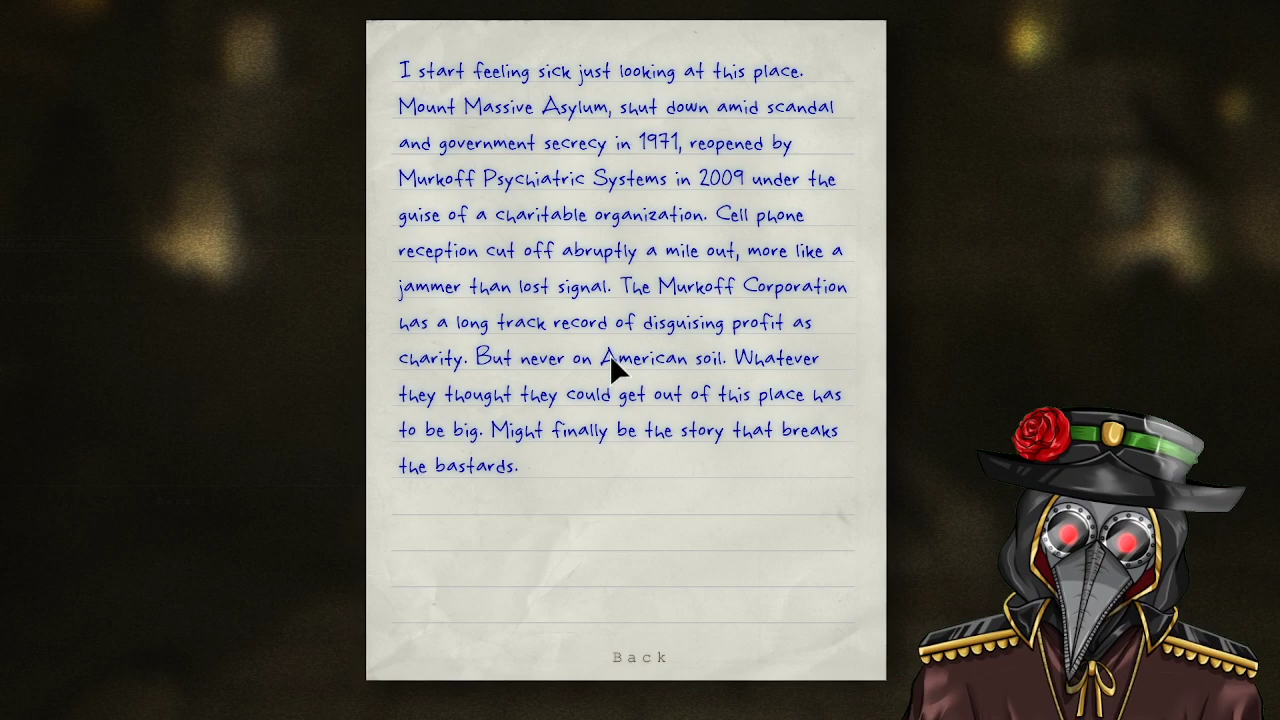 I start feeling sick just looking at this place.
Mount Massive Asylum, shut down amid scandal
and government secrecy in 1971, reopened by
Murkoff Psychiatric Systems in 2009 under the
guise of a charitable organization. Cell phone
reception cut off abruptly a mile out, more like a
jammer than lost signal. The Murkoff Corporation
has a long track record of disguising profit as
charity. But never on American soil. Whatever
they thought they could get out of this place has
to be big. Might finally be the story that breaks
the bastards.
Back